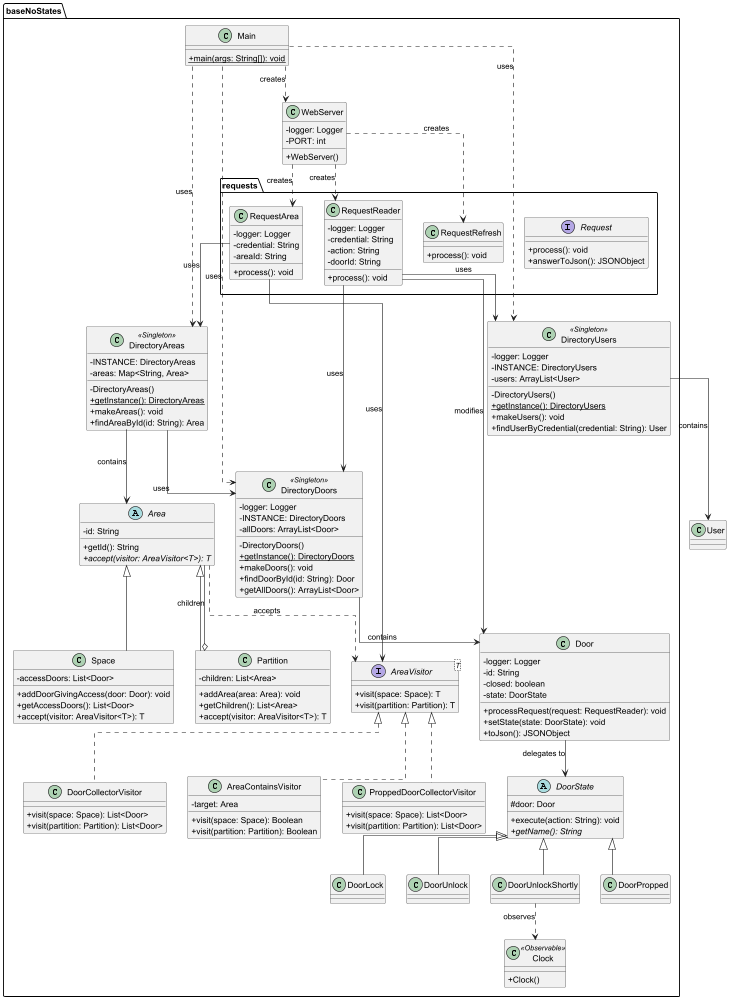 baseNoStates
C Main
+main(args: String[]): void
creates
uses
C WebServer
-logger: Logger
-PORT: int
+WebServer()
creates
creates
creates
uses
requests
C RequestArea
-logger: Logger
-credential: String
-areaId: String
+process(): void
C RequestReader
-logger: Logger
-credential: String
-action: String
-doorId: String
+process(): void
C RequestRefresh
+process(): void
I Request
+process(): void
+answerToJson(): JSONObject
uses
uses
uses
C «Singleton»
DirectoryAreas
-INSTANCE: DirectoryAreas
-areas: Map<String, Area>
-DirectoryAreas()
+getInstance(): DirectoryAreas
+makeAreas(): void
+findAreaById(id: String): Area
C «Singleton»
DirectoryUsers
-logger: Logger
-INSTANCE: DirectoryUsers
-users: ArrayList<User>
-DirectoryUsers()
+getInstance(): DirectoryUsers
+makeUsers(): void
+findUserByCredential(credential: String): User
uses
uses
modifies
contains
contains
uses
C «Singleton»
DirectoryDoors
-logger: Logger
-INSTANCE: DirectoryDoors
-allDoors: ArrayList<Door>
-DirectoryDoors()
+getInstance(): DirectoryDoors
+makeDoors(): void
+findDoorById(id: String): Door
+getAllDoors(): ArrayList<Door>
A Area
-id: String
+getId(): String
+accept(visitor: AreaVisitor<T>): T
C User
children
accepts
contains
C Space
-accessDoors: List<Door>
+addDoorGivingAccess(door: Door): void
+getAccessDoors(): List<Door>
+accept(visitor: AreaVisitor<T>): T
C Partition
-children: List<Area>
+addArea(area: Area): void
+getChildren(): List<Area>
+accept(visitor: AreaVisitor<T>): T
I AreaVisitor T
+visit(space: Space): T
+visit(partition: Partition): T
C Door
-logger: Logger
-id: String
-closed: boolean
-state: DoorState
+processRequest(request: RequestReader): void
+setState(state: DoorState): void
+toJson(): JSONObject
delegates to
C DoorCollectorVisitor
+visit(space: Space): List<Door>
+visit(partition: Partition): List<Door>
C AreaContainsVisitor
-target: Area
+visit(space: Space): Boolean
+visit(partition: Partition): Boolean
C ProppedDoorCollectorVisitor
+visit(space: Space): List<Door>
+visit(partition: Partition): List<Door>
A DoorState
#door: Door
+execute(action: String): void
+getName(): String
C DoorLock
C DoorUnlock
C DoorUnlockShortly
C DoorPropped
observes
C «Observable»
Clock
+Clock()